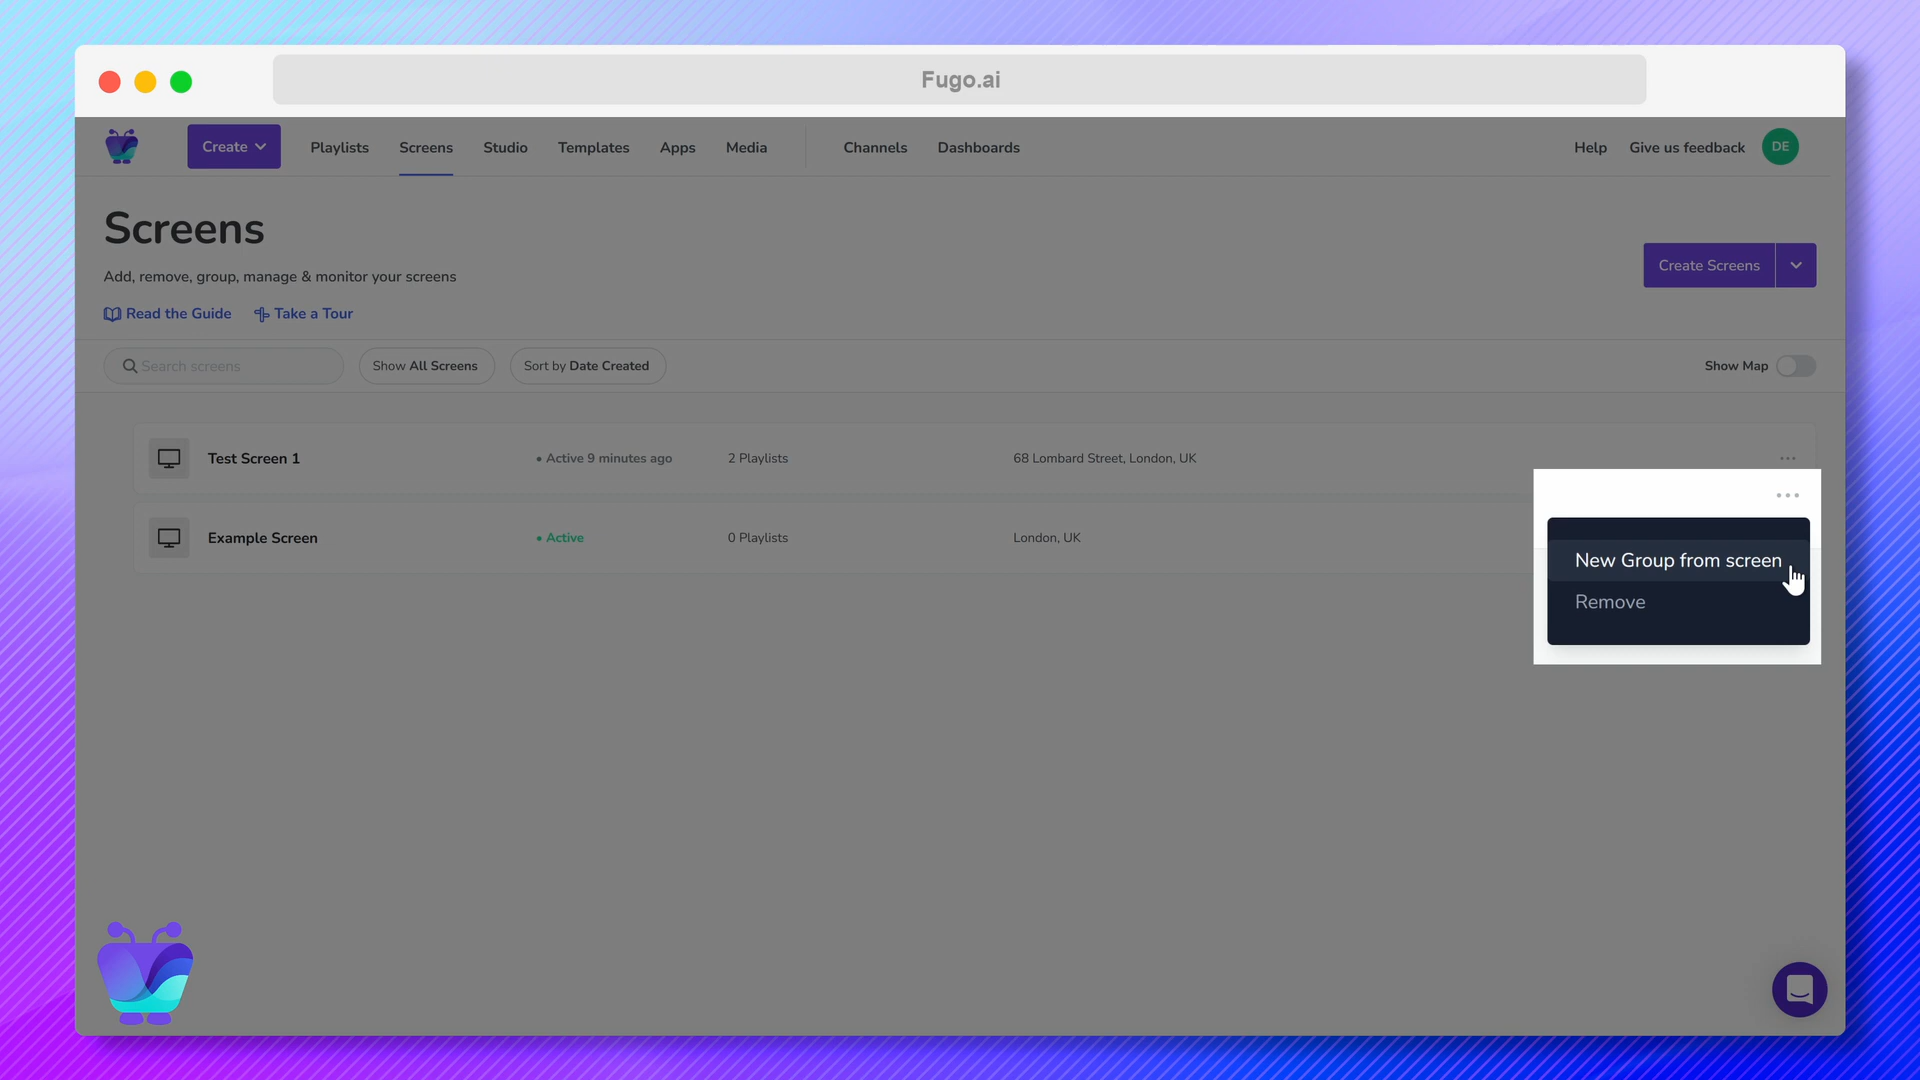 Fugo.ai
Create Playlists Screens Studio Templates Apps Media Channels Dashboards Help Give us feedback DE
Screens
Add, remove, group, manage & monitor your screens
Create Screens
Read the Guide Take a Tour
Search screens Show All Screens Sort by Date Created Show Map
Test Screen 1 • Active 9 minutes ago 2 Playlists 68 Lombard Street, London, UK
Example Screen • Active 0 Playlists London, UK
New Group from screen
Remove